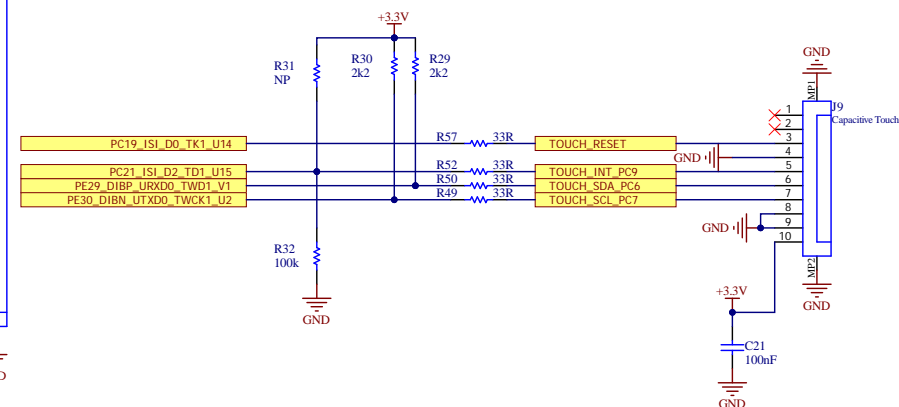 +3.3V
R31
NP
R30
2k2
R29
2k2
GND
MP1
J9
Capacitive Touch
1
2
PC19_ISI_D0_TK1_U14
R57
33R
TOUCH_RESET
3
GND
4
PC21_ISI_D2_TD1_U15
R52
33R
TOUCH_INT_PC9
5
PE29_DIBP_URXD0_TWD1_V1
R50
33R
TOUCH_SDA_PC6
6
PE30_DIBN_UTXD0_TWCK1_U2
R49
33R
TOUCH_SCL_PC7
7
8
GND
9
10
R32
100k
GND
MP2
GND
+3.3V
C21
100nF
GND